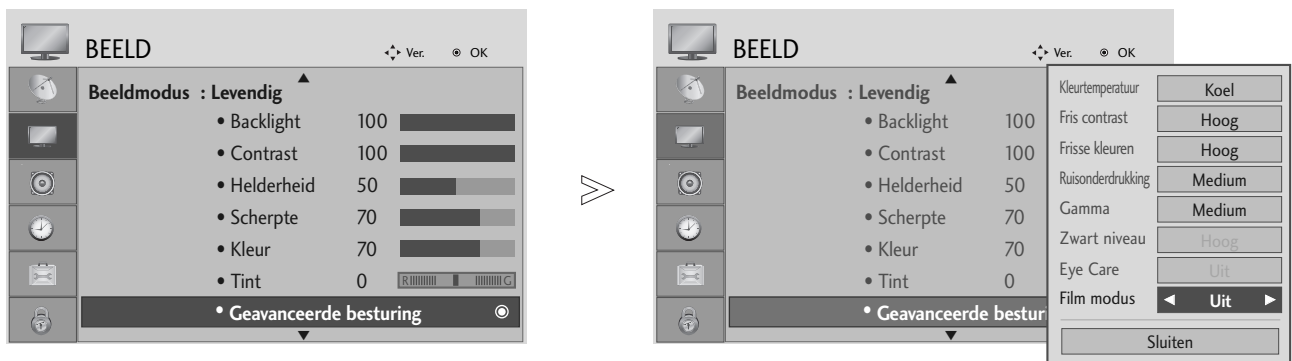 BEELD
Ver. OK
Beeldmodus : Levendig
• Backlight 100
• Contrast 100
• Helderheid 50
• Scherpte 70
• Kleur 70
• Tint 0 R G
• Geavanceerde besturing
BEELD
Ver. OK
Beeldmodus : Levendig
• Backlight 100
• Contrast 100
• Helderheid 50
• Scherpte 70
• Kleur 70
• Tint 0
• Geavanceerde bestur
Kleurtemperatuur Koel
Fris contrast Hoog
Frisse kleuren Hoog
Ruisonderdrukking Medium
Gamma Medium
Zwart niveau Hoog
Eye Care Uit
Film modus ◀ Uit ▶
Sluiten